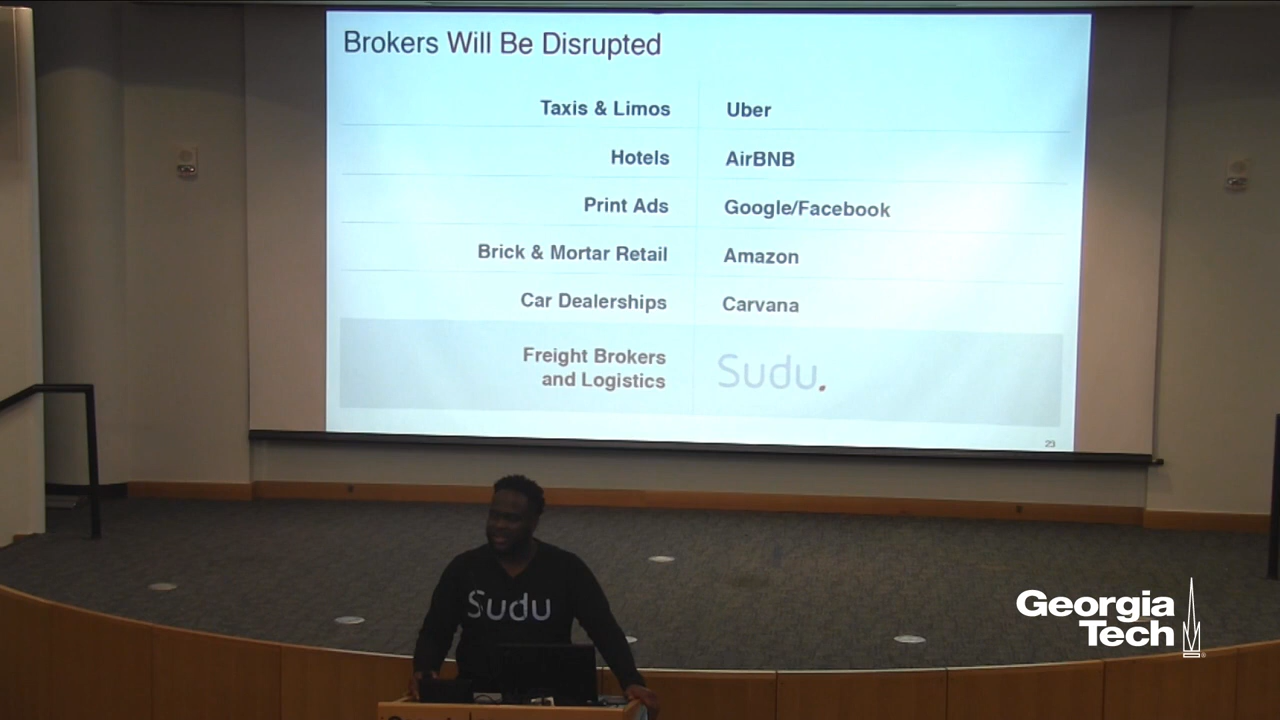 Brokers Will Be Disrupted
Taxis & Limos
Uber
Hotels
AirBNB
Print Ads
Google/Facebook
Brick & Mortar Retail
Amazon
Car Dealerships
Carvana
Freight Brokers
and Logistics
Sudu.
23
Sudu
Georgia
Tech